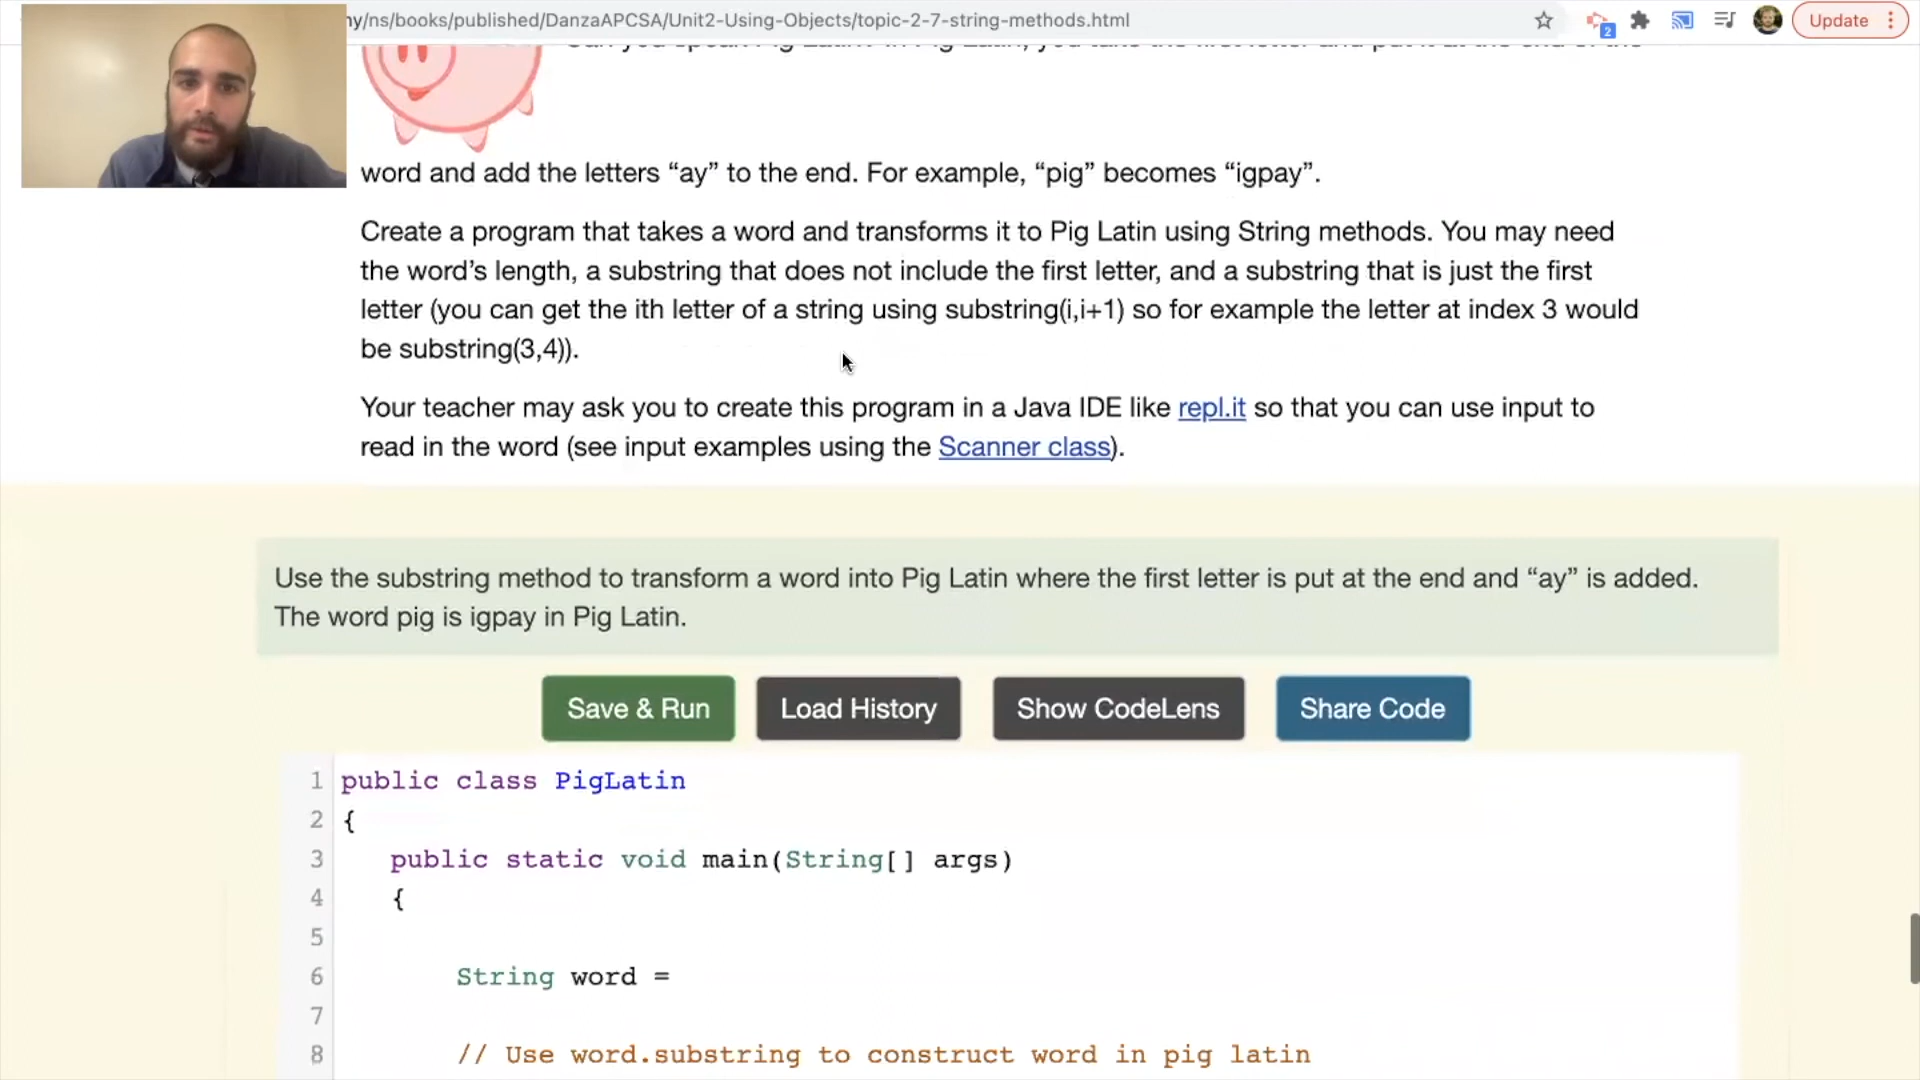 ny/ns/books/published/DanzaAPCSA/Unit2-Using-Objects/topic-2-7-string-methods.html
2
Update
word and add the letters “ay” to the end. For example, “pig” becomes “igpay”.
Create a program that takes a word and transforms it to Pig Latin using String methods. You may need
the word’s length, a substring that does not include the first letter, and a substring that is just the first
letter (you can get the ith letter of a string using substring(i,i+1) so for example the letter at index 3 would
be substring(3,4)).
Your teacher may ask you to create this program in a Java IDE like repl.it so that you can use input to
read in the word (see input examples using the Scanner class).
Use the substring method to transform a word into Pig Latin where the first letter is put at the end and “ay” is added.
The word pig is igpay in Pig Latin.
Save & Run Load History Show CodeLens Share Code
1 public class PigLatin
2 {
3 public static void main(String[] args)
4 {
5
6 String word =
7
8 // Use word.substring to construct word in pig latin